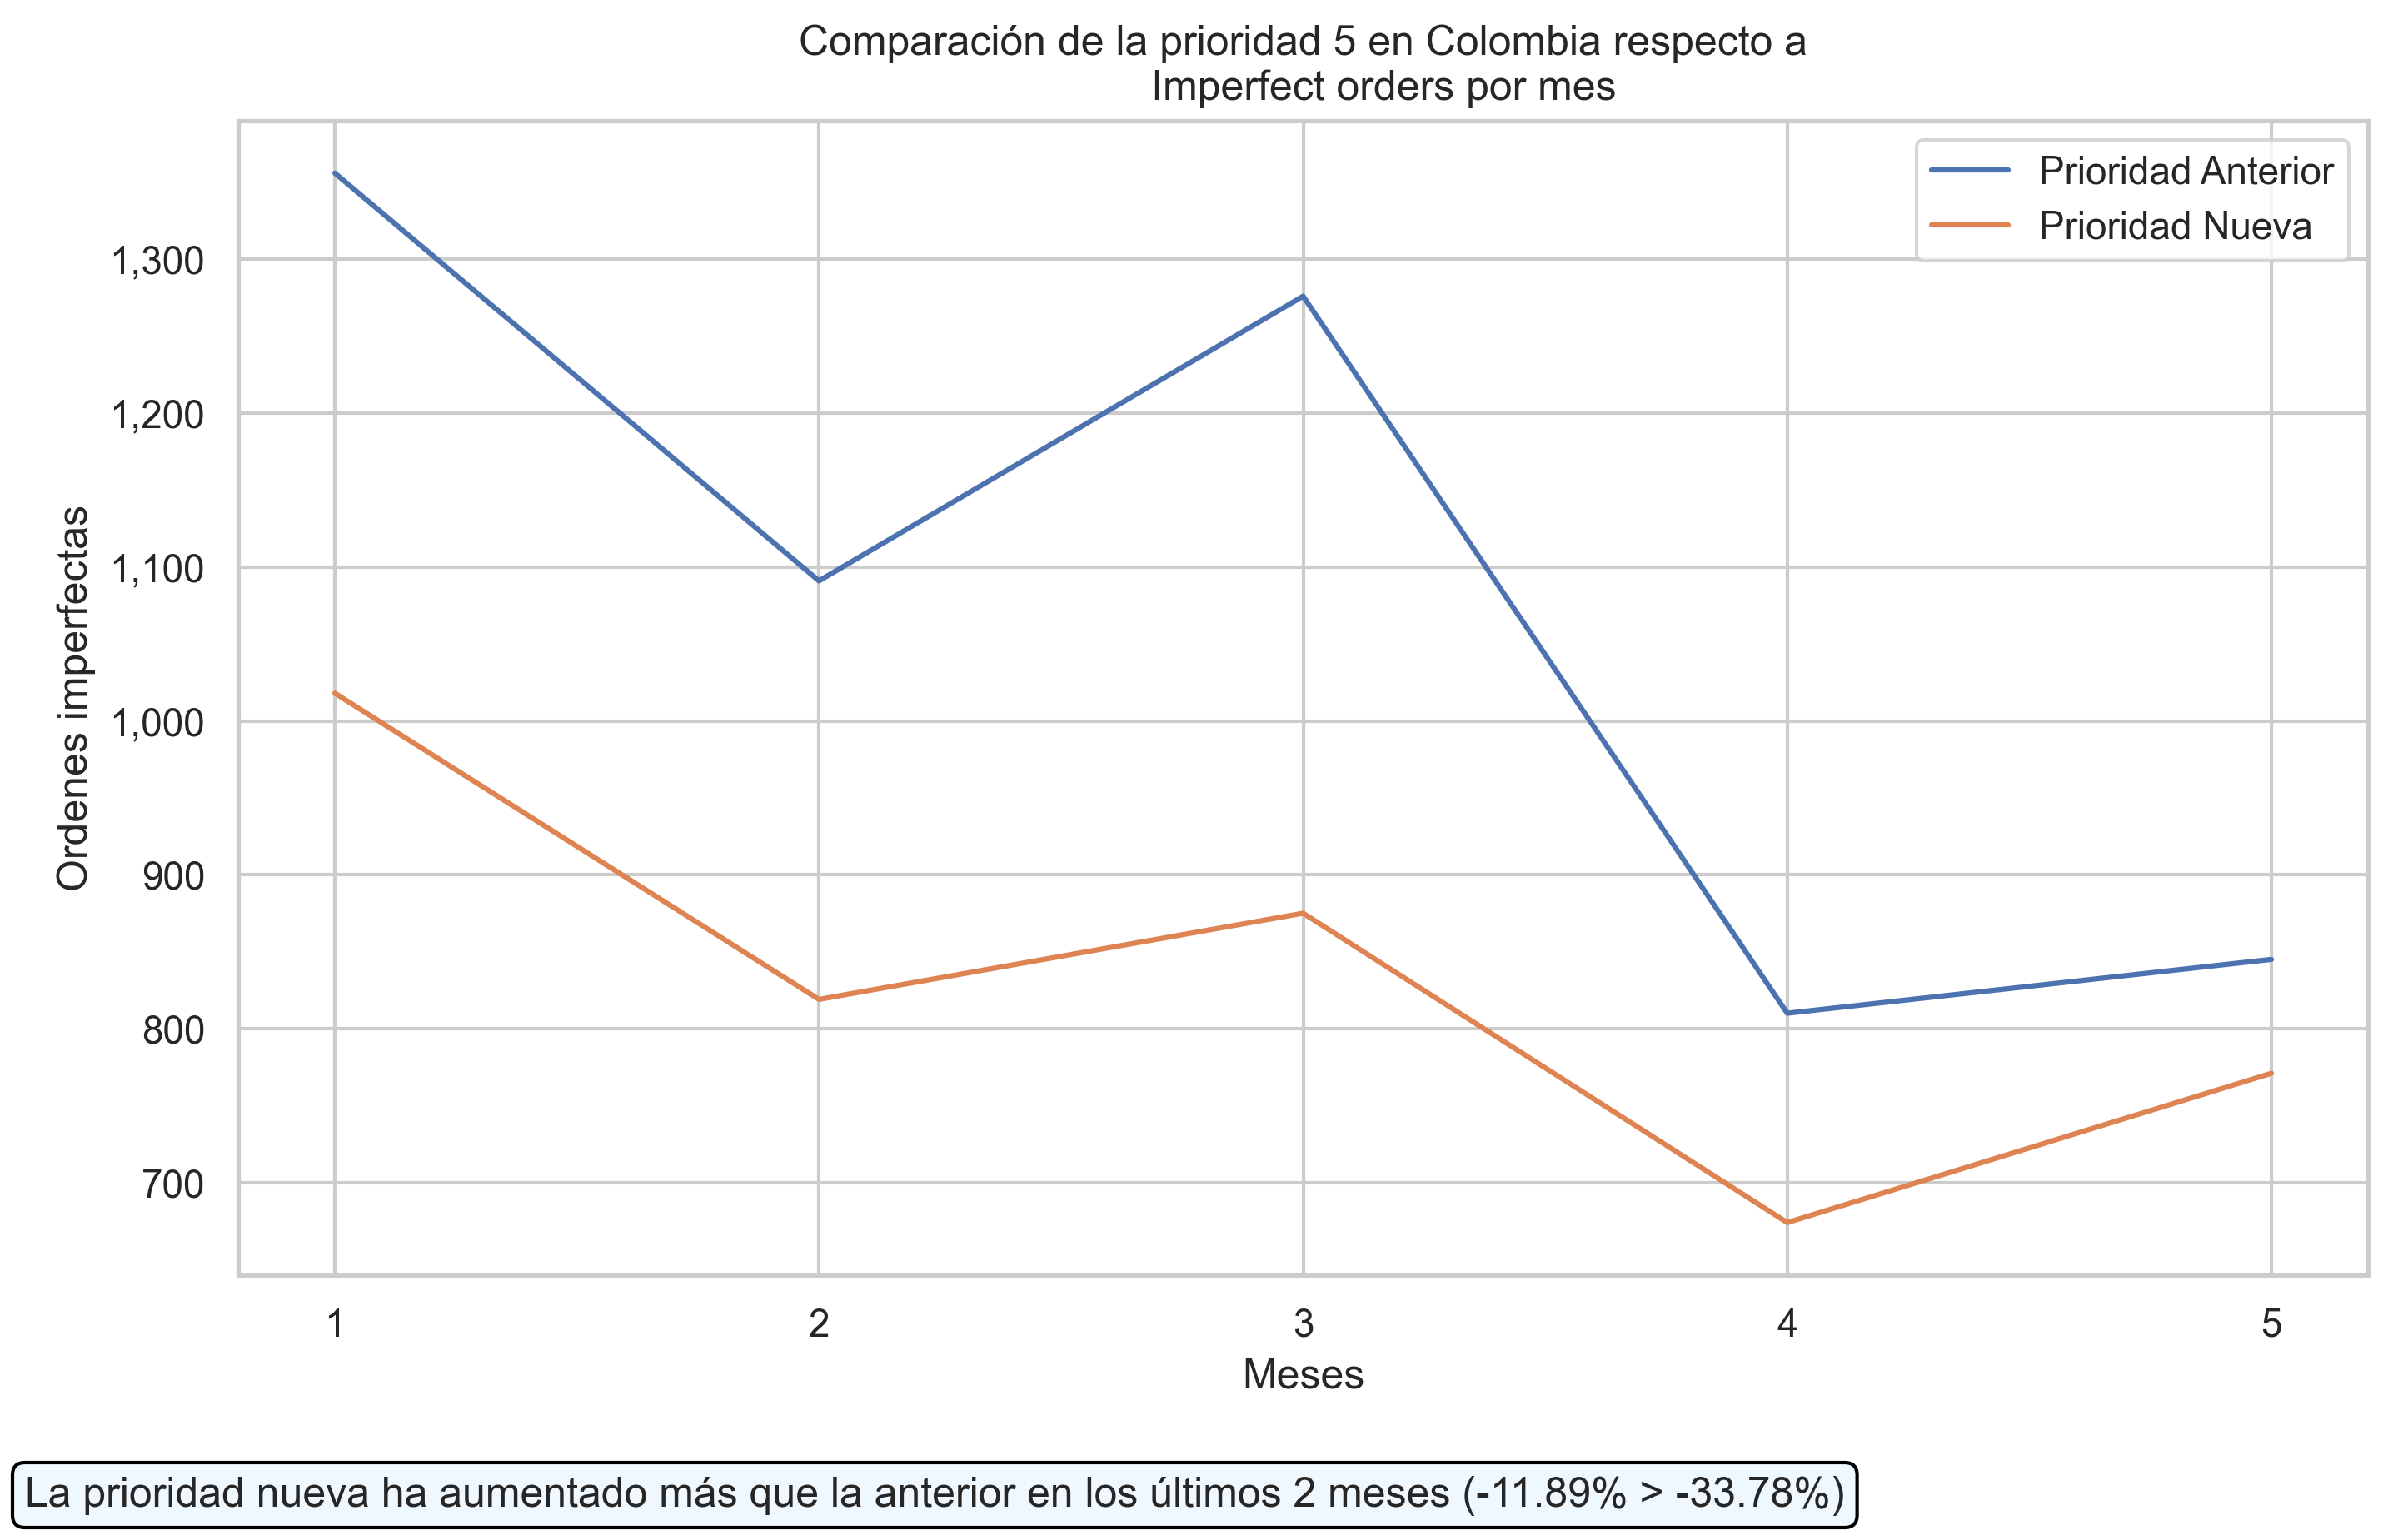 Comparación de la prioridad 5 en Colombia respecto a
Imperfect orders por mes
Prioridad Anterior
Prioridad Nueva
1,300
1,200
1,100
1,000
900
800
700
Ordenes imperfectas
1
2
3
4
5
Meses
La prioridad nueva ha aumentado más que la anterior en los últimos 2 meses (-11.89% > -33.78%)